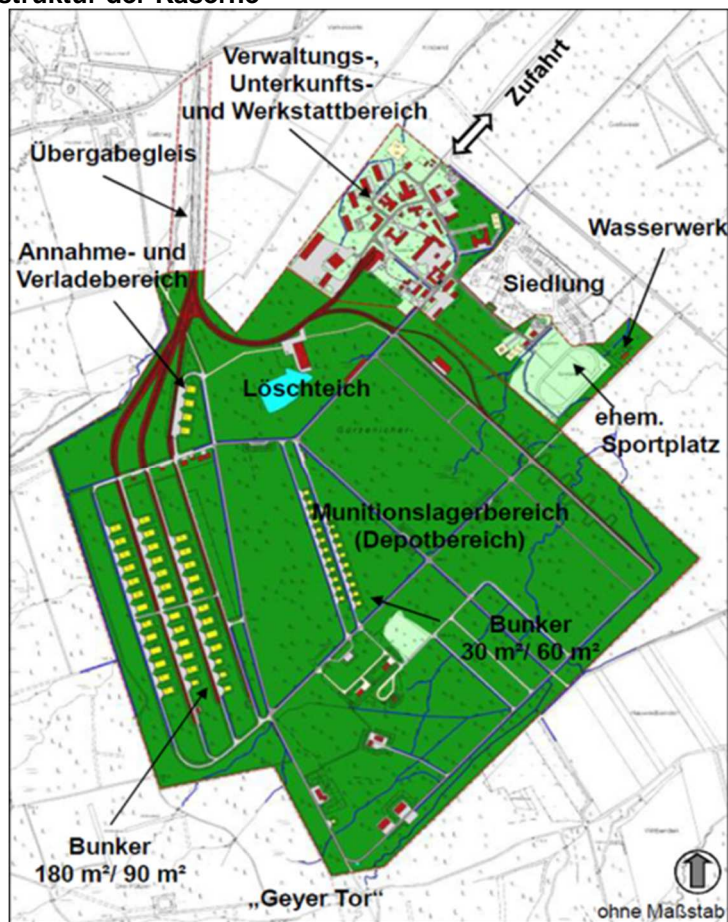 struktur der Kaserne
Verwaltungs-,
Unterkunfts-
und Werkstattbereich
Zufahrt
Übergabegleis
Wasserwerk
Annahme- und
Verladebereich
Siedlung
Löschteich
ehem.
Sportplatz
Munitionslagerbereich
(Depotbereich)
Bunker
30 m²/ 60 m²
Bunker
180 m²/ 90 m²
„Geyer Tor“
ohne Maßstab